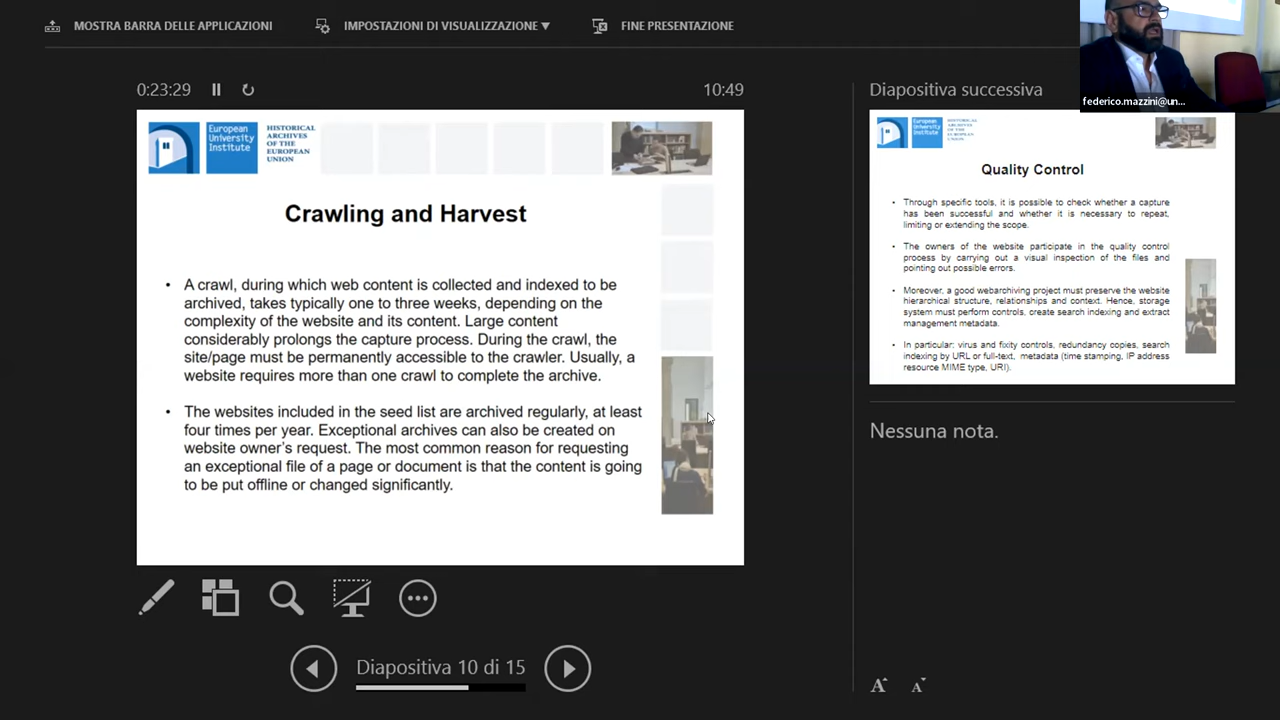 MOSTRA BARRA DELLE APPLICAZIONI
IMPOSTAZIONI DI VISUALIZZAZIONE ▼
FINE PRESENTAZIONE
federico.mazzini@un...
0:23:29
10:49
European
University
Institute
HISTORICAL
ARCHIVES
OF THE
EUROPEAN
UNION
Crawling and Harvest
• A crawl, during which web content is collected and indexed to be
archived, takes typically one to three weeks, depending on the
complexity of the website and its content. Large content
considerably prolongs the capture process. During the crawl, the
site/page must be permanently accessible to the crawler. Usually, a
website requires more than one crawl to complete the archive.
• The websites included in the seed list are archived regularly, at least
four times per year. Exceptional archives can also be created on
website owner's request. The most common reason for requesting
an exceptional file of a page or document is that the content is going
to be put offline or changed significantly.
Diapositiva 10 di 15
Diapositiva successiva
European
University
Institute
HISTORICAL
ARCHIVES
OF THE
EUROPEAN
UNION
Quality Control
• Through specific tools, it is possible to check whether a capture
has been successful and whether it is necessary to repeat,
limiting or extending the scope.
• The owners of the website participate in the quality control
process by carrying out a visual inspection of the files and
pointing out possible errors.
• Moreover, a good webarchiving project must preserve the website
hierarchical structure, relationships and context. Hence, storage
system must perform controls, create search indexing and extract
management metadata.
• In particular: virus and fixity controls, redundancy copies, search
indexing by URL or full-text, metadata (time stamping, IP address
resource MIME type, URI).
Nessuna nota.
A A